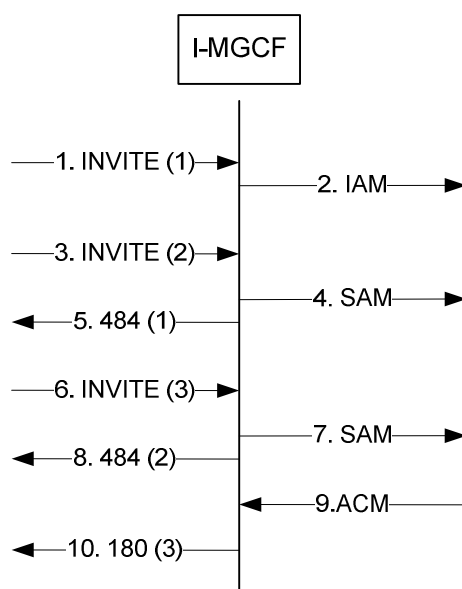 I-MGCF
1. INVITE (1)
2. IAM
3. INVITE (2)
4. SAM
5. 484 (1)
6. INVITE (3)
7. SAM
8. 484 (2)
9.ACM
10. 180 (3)